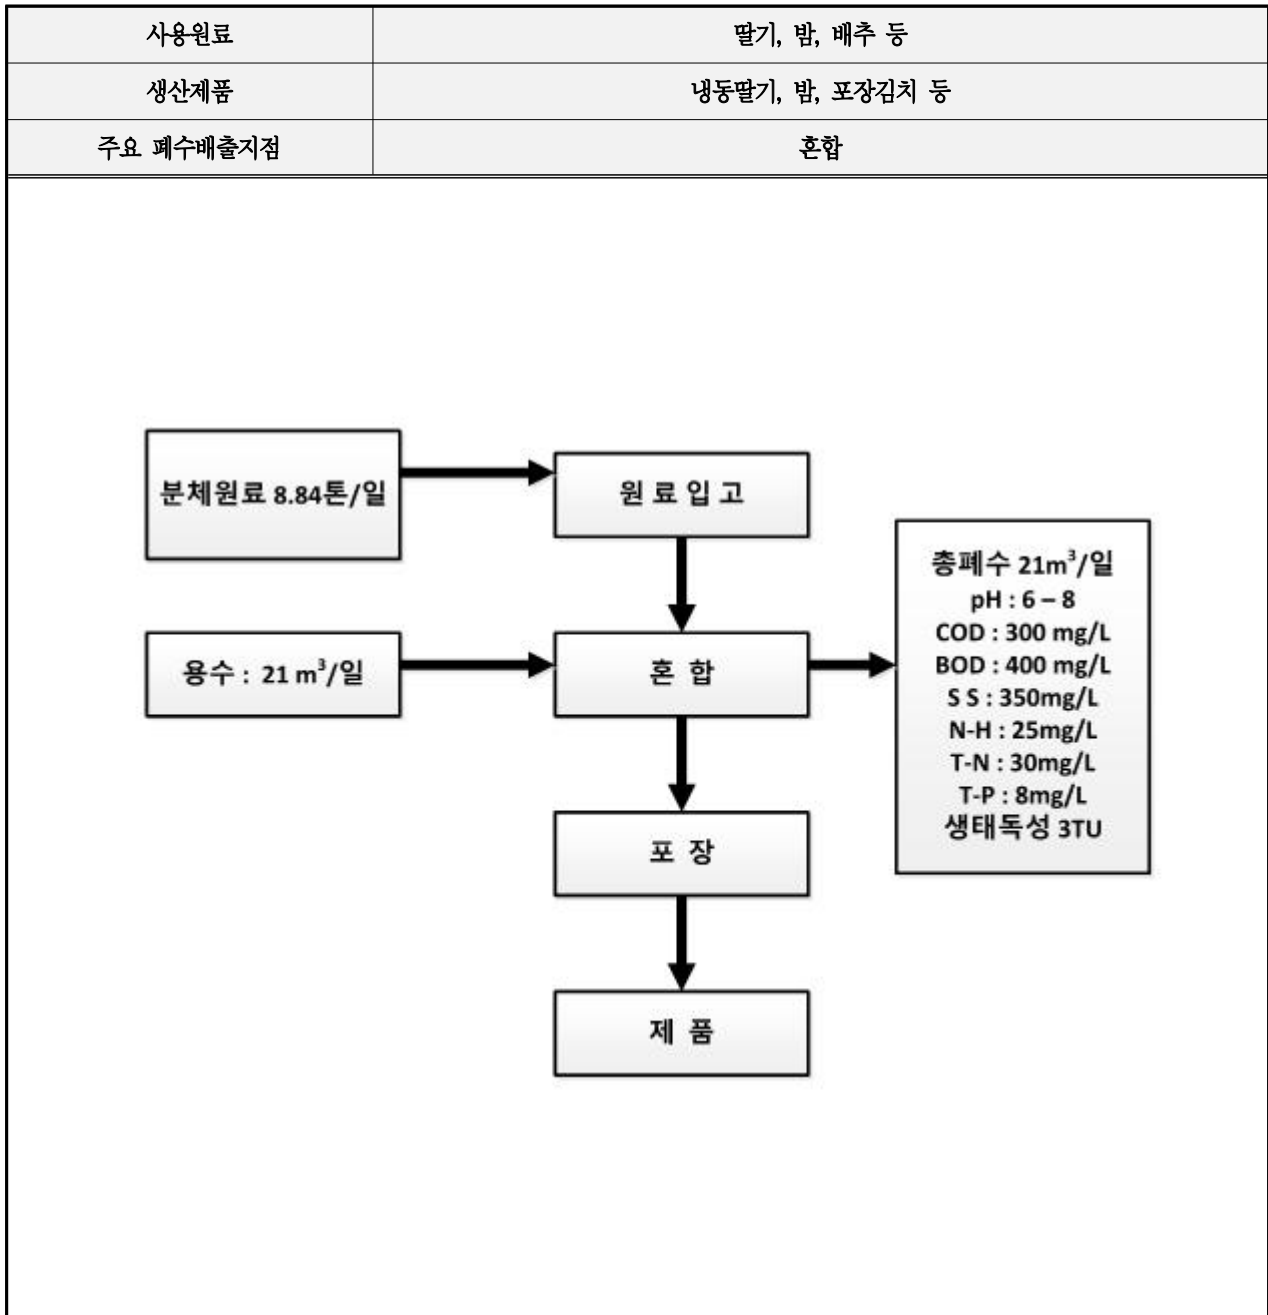 사용원료
딸기, 밤, 배추 등
생산제품
냉동딸기, 밤, 포장김치 등
주요 폐수배출지점
혼합
분체원료 8.84톤/일
원 료 입 고
용수 : 21 m³/일
혼 합
총폐수 21m³/일
pH : 6 – 8
COD : 300 mg/L
BOD : 400 mg/L
S S : 350mg/L
N-H : 25mg/L
T-N : 30mg/L
T-P : 8mg/L
생태독성 3TU
포 장
제 품